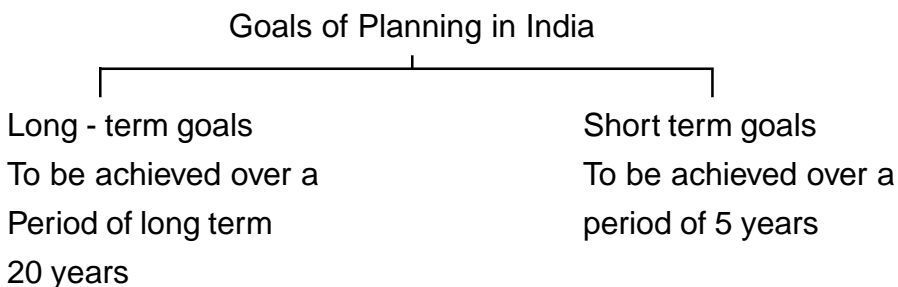 Goals of Planning in India
Long - term goals
To be achieved over a
Period of long term
20 years
Short term goals
To be achieved over a
period of 5 years